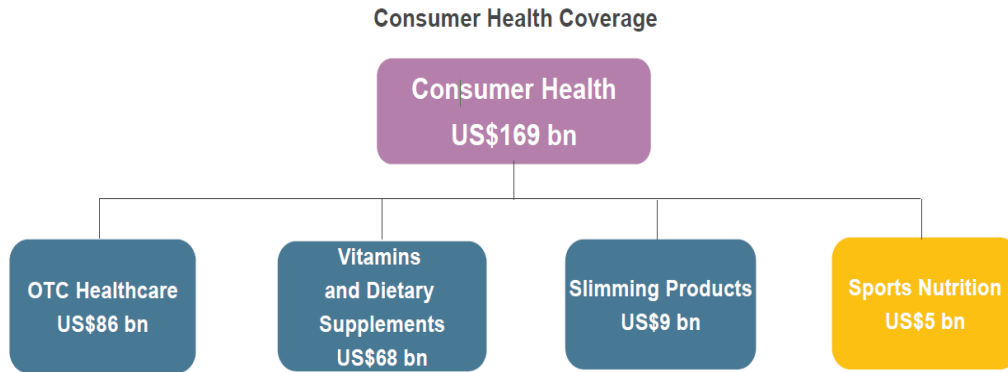 Consumer Health Coverage
Consumer Health
US$169 bn
OTC Healthcare
US$86 bn
Vitamins
and Dietary
Supplements
US$68 bn
Slimming Products
US$9 bn
Sports Nutrition
US$5 bn